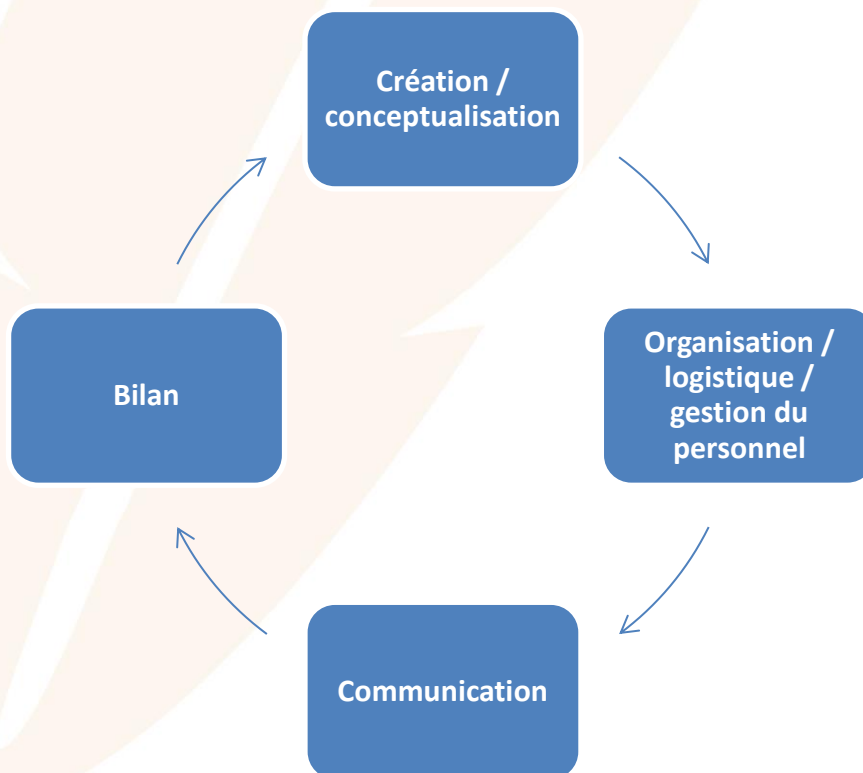 Création /
conceptualisation
Organisation /
logistique /
gestion du
personnel
Communication
Bilan